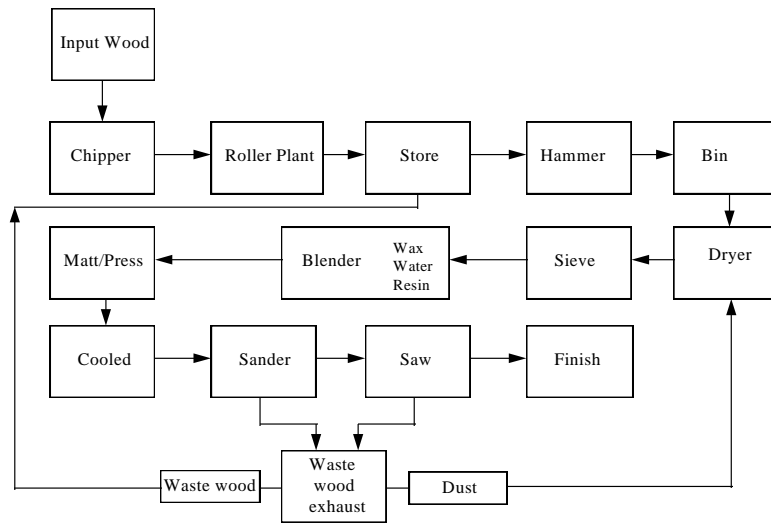 Input Wood
Chipper
Roller Plant
Store
Hammer
Bin
Matt/Press
Blender
Wax
Water
Resin
Sieve
Dryer
Cooled
Sander
Saw
Finish
Waste wood
Waste
wood
exhaust
Dust